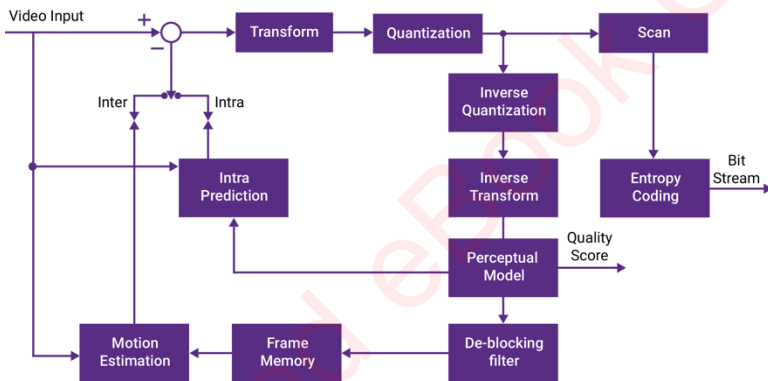 Video Input
+
−
Transform
Quantization
Scan
Inter
Intra
Inverse
Quantization
Intra
Prediction
Inverse
Transform
Entropy
Coding
Bit
Stream
Perceptual
Model
Quality
Score
Motion
Estimation
Frame
Memory
De-blocking
filter
eBook